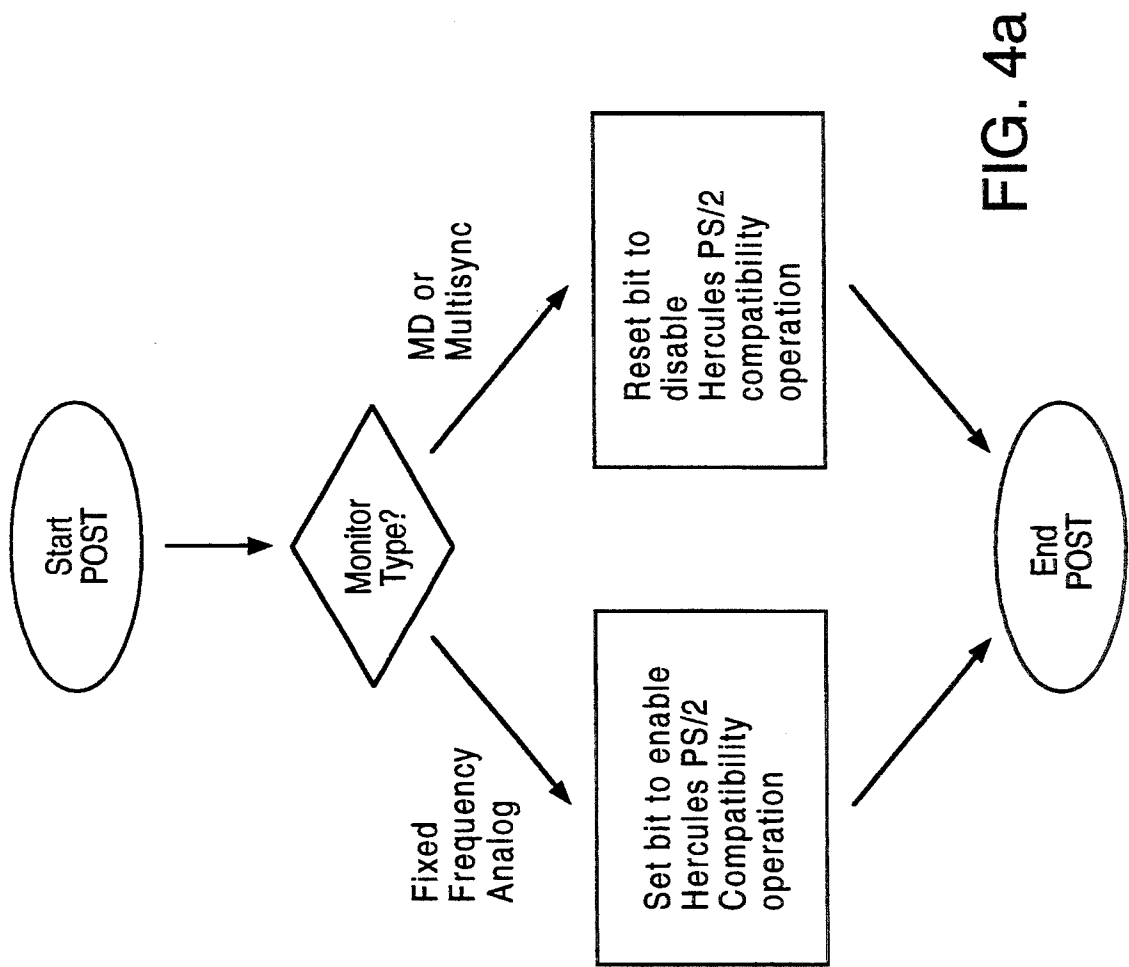 Start
POST
Monitor
Type?
Fixed
Frequency
Analog
MD or
Multisync
Set bit to enable
Hercules PS/2
Compatibility
operation
Reset bit to
disable
Hercules PS/2
compatibility
operation
End
POST
FIG. 4a